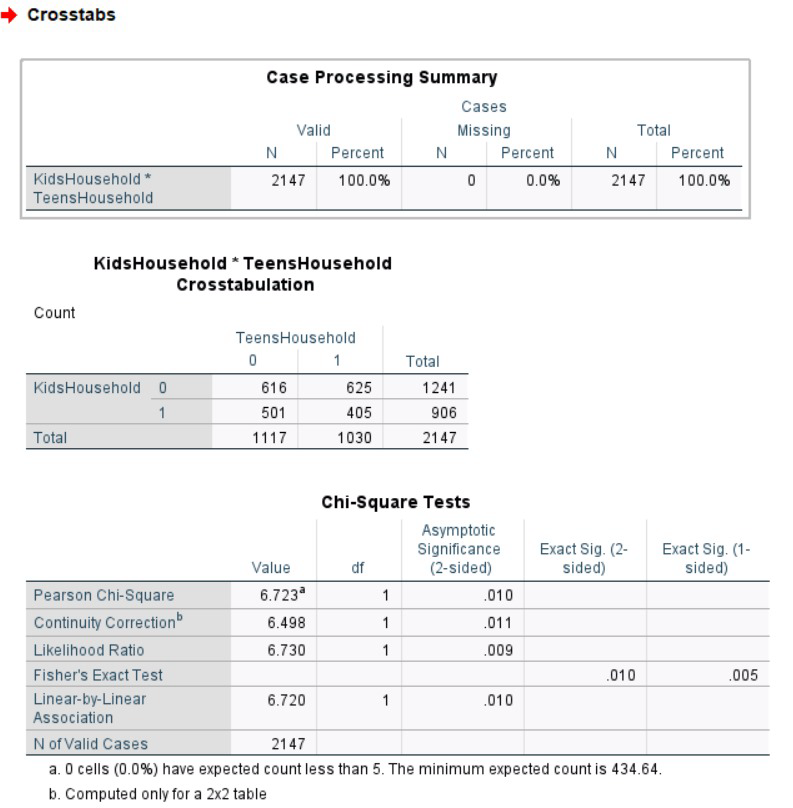 Crosstabs
Case Processing Summary
Cases
Valid Missing Total
N Percent N Percent N Percent
KidsHousehold * TeensHousehold 2147 100.0% 0 0.0% 2147 100.0%
KidsHousehold * TeensHousehold
Crosstabulation
Count
TeensHousehold
0 1 Total
KidsHousehold 0 616 625 1241
1 501 405 906
Total 1117 1030 2147
Chi-Square Tests
Value df Asymptotic Significance (2-sided) Exact Sig. (2-sided) Exact Sig. (1-sided)
Pearson Chi-Square 6.723a 1 .010
Continuity Correctionb 6.498 1 .011
Likelihood Ratio 6.730 1 .009
Fisher's Exact Test .010 .005
Linear-by-Linear Association 6.720 1 .010
N of Valid Cases 2147
a. 0 cells (0.0%) have expected count less than 5. The minimum expected count is 434.64.
b. Computed only for a 2x2 table